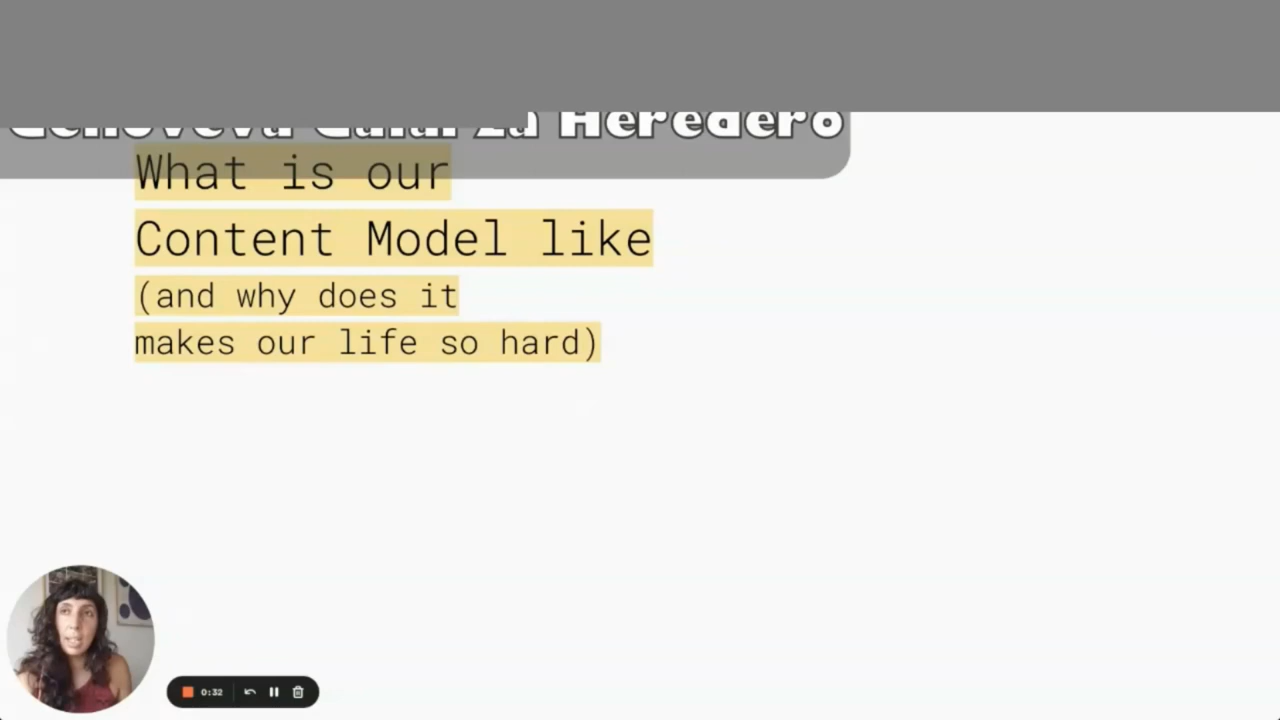 Heredero
What is our
Content Model like
(and why does it
makes our life so hard)
0:32